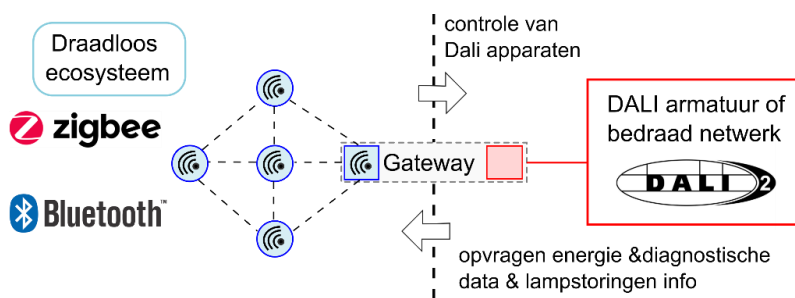 Draadloos
ecosysteem
zigbee
Bluetooth™
controle van
Dali apparaten
Gateway
DALI armatuur of
bedraad netwerk
DALI 2
opvragen energie &diagnostische
data & lampstoringen info